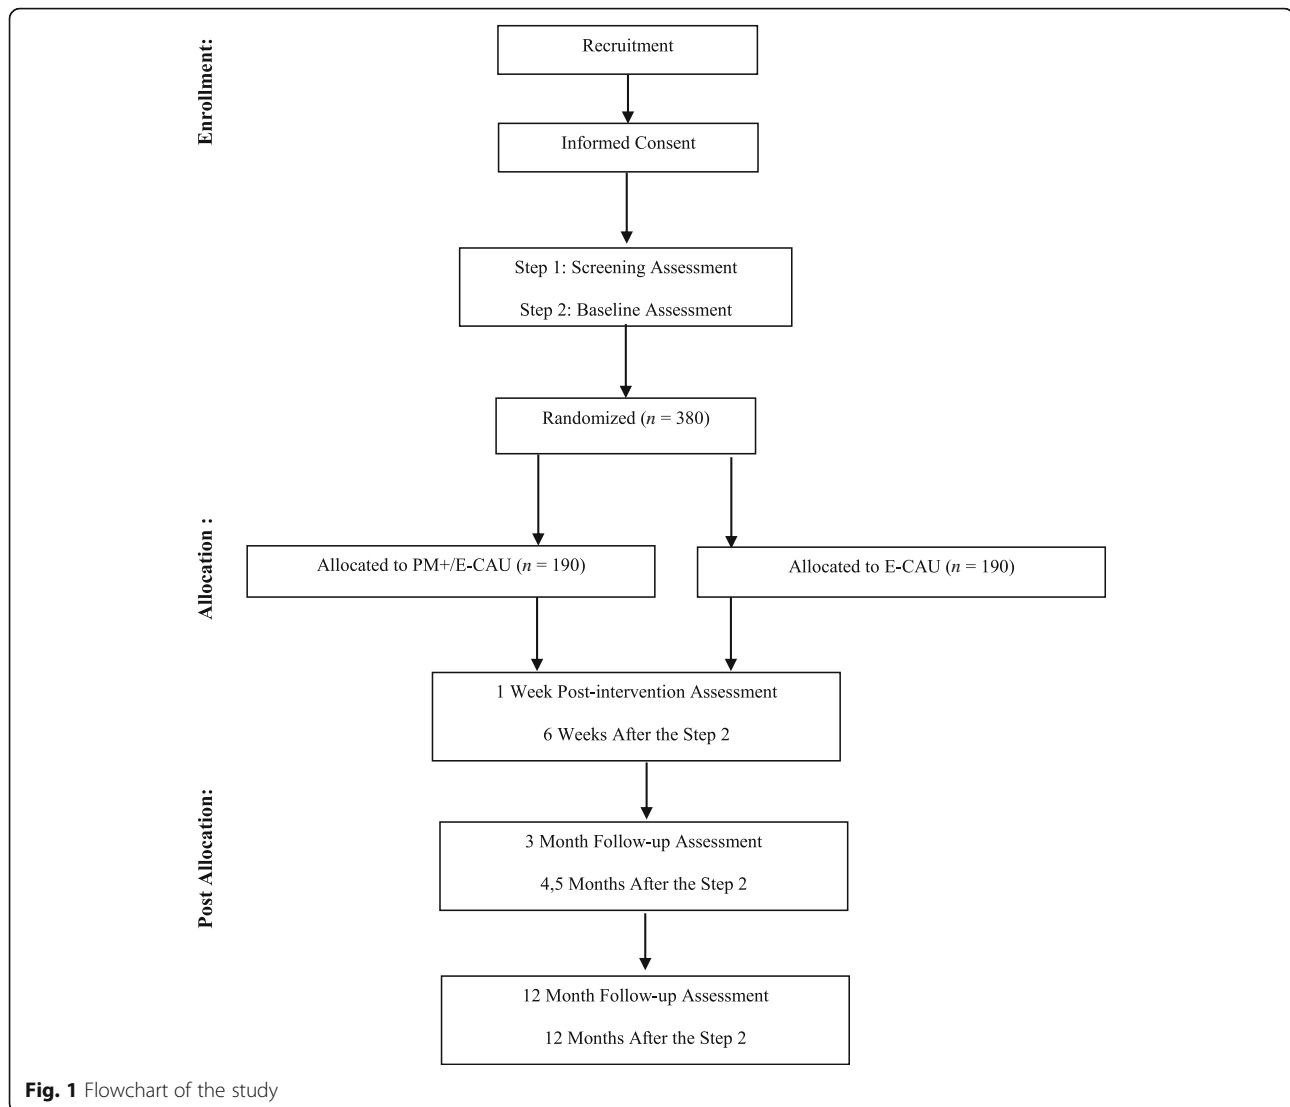 Enrollment:
Recruitment
Informed Consent
Step 1: Screening Assessment
Step 2: Baseline Assessment
Randomized (n = 380)
Allocation :
Allocated to PM+/E-CAU (n = 190)
Allocated to E-CAU (n = 190)
Post Allocation:
1 Week Post-intervention Assessment
6 Weeks After the Step 2
3 Month Follow-up Assessment
4,5 Months After the Step 2
12 Month Follow-up Assessment
12 Months After the Step 2
Fig. 1 Flowchart of the study